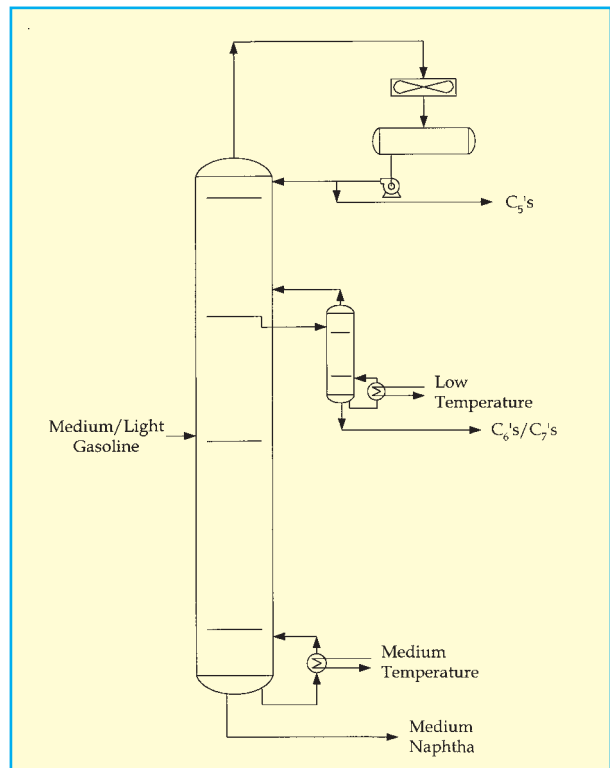 C₅'s
Low
Temperature
Medium/Light
Gasoline
C₆'s/C₇'s
Medium
Temperature
Medium
Naphtha